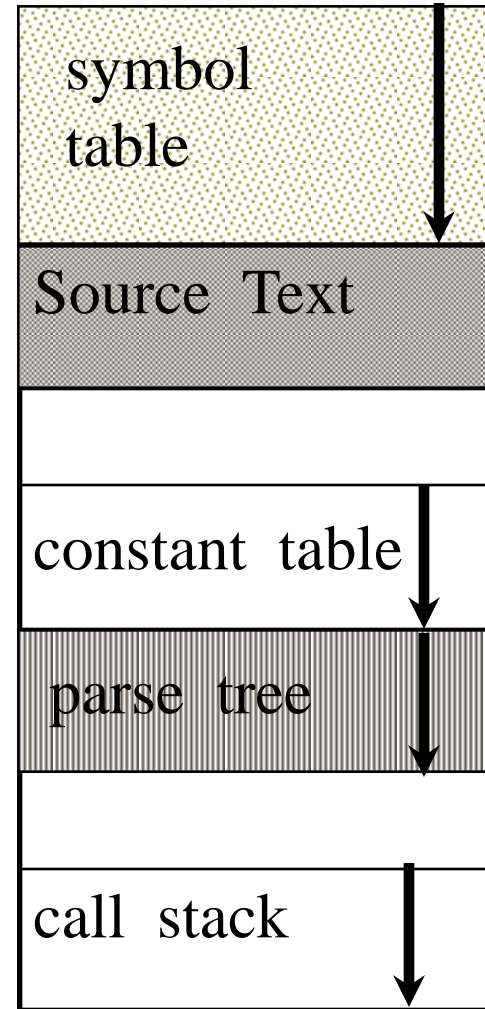 symbol
table
Source Text
constant table
parse tree
call stack